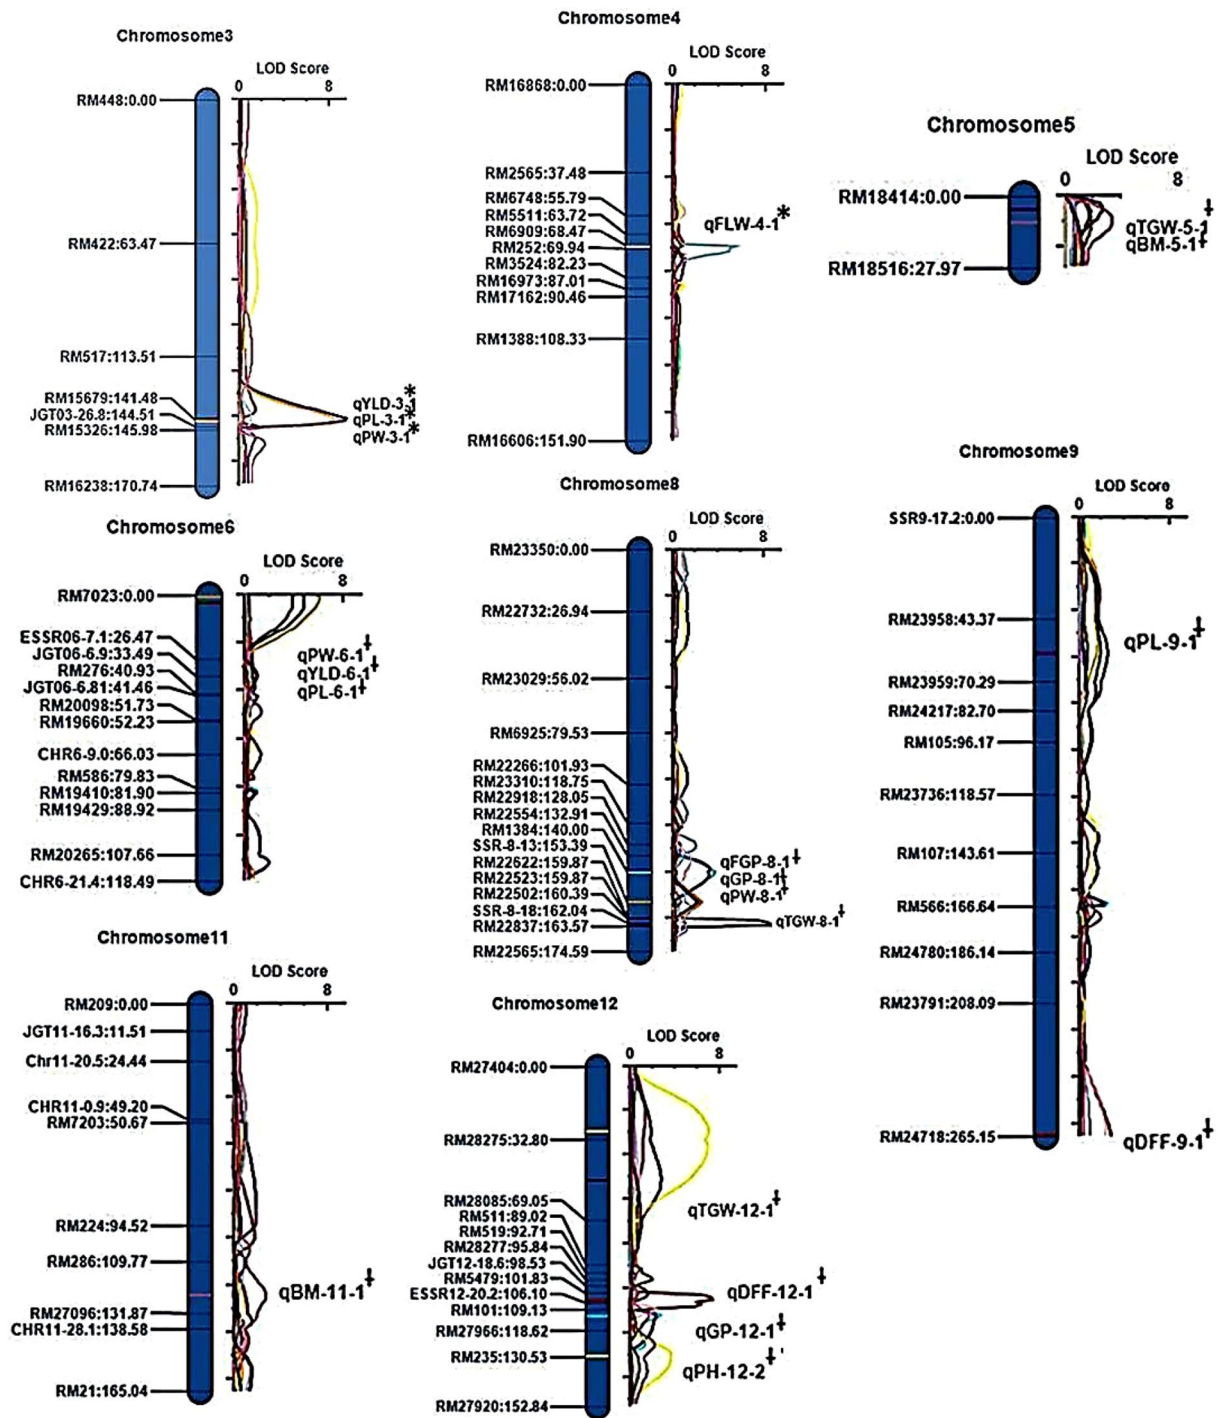 Chromosome3
LOD Score
0 8
RM448:0.00
RM422:63.47
RM517:113.51
RM15679:141.48
JGT03-26.8:144.51
RM15326:145.98
RM16238:170.74
qYLD-3-1*
qPL-3-1*
qPW-3-1*
Chromosome4
LOD Score
0 8
RM16868:0.00
RM2565:37.48
RM6748:55.79
RM5511:63.72
RM6909:68.47
RM252:69.94
RM3524:82.23
RM16973:87.01
RM17162:90.46
RM1388:108.33
RM16606:151.90
qFLW-4-1*
Chromosome5
LOD Score
0 8
RM18414:0.00
RM18516:27.97
qTGW-5-1‡
qBM-5-1‡
Chromosome6
LOD Score
0 8
RM7023:0.00
ESSR06-7.1:26.47
JGT06-6.9:33.49
RM276:40.93
JGT06-6.81:41.46
RM20098:51.73
RM19660:52.23
CHR6-9.0:66.03
RM586:79.83
RM19410:81.90
RM19429:88.92
RM20265:107.66
CHR6-21.4:118.49
qPW-6-1‡
qYLD-6-1‡
qPL-6-1‡
Chromosome8
LOD Score
0 8
RM23350:0.00
RM22732:26.94
RM23029:56.02
RM6925:79.53
RM22266:101.93
RM23310:118.75
RM22918:128.05
RM22554:132.91
RM1384:140.00
SSR-8-13:153.39
RM22622:159.87
RM22523:159.87
RM22502:160.39
SSR-8-18:162.04
RM22837:163.57
RM22565:174.59
qFGP-8-1‡
qGP-8-1‡
qPW-8-1‡
qTGW-8-1‡
Chromosome9
LOD Score
0 8
SSR9-17.2:0.00
RM23958:43.37
RM23959:70.29
RM24217:82.70
RM105:96.17
RM23736:118.57
RM107:143.61
RM566:166.64
RM24780:186.14
RM23791:208.09
RM24718:265.15
qPL-9-1‡
qDFF-9-1‡
Chromosome11
LOD Score
0 8
RM209:0.00
JGT11-16.3:11.51
Chr11-20.5:24.44
CHR11-0.9:49.20
RM7203:50.67
RM224:94.52
RM286:109.77
RM27096:131.87
CHR11-28.1:138.58
RM21:165.04
qBM-11-1‡
Chromosome12
LOD Score
0 8
RM27404:0.00
RM28275:32.80
RM28085:69.05
RM511:89.02
RM519:92.71
RM28277:95.84
JGT12-18.6:98.53
RM5479:101.83
ESSR12-20.2:106.10
RM101:109.13
RM27966:118.62
RM235:130.53
RM27920:152.84
qTGW-12-1‡
qDFF-12-1‡
qGP-12-1‡
qPH-12-2‡